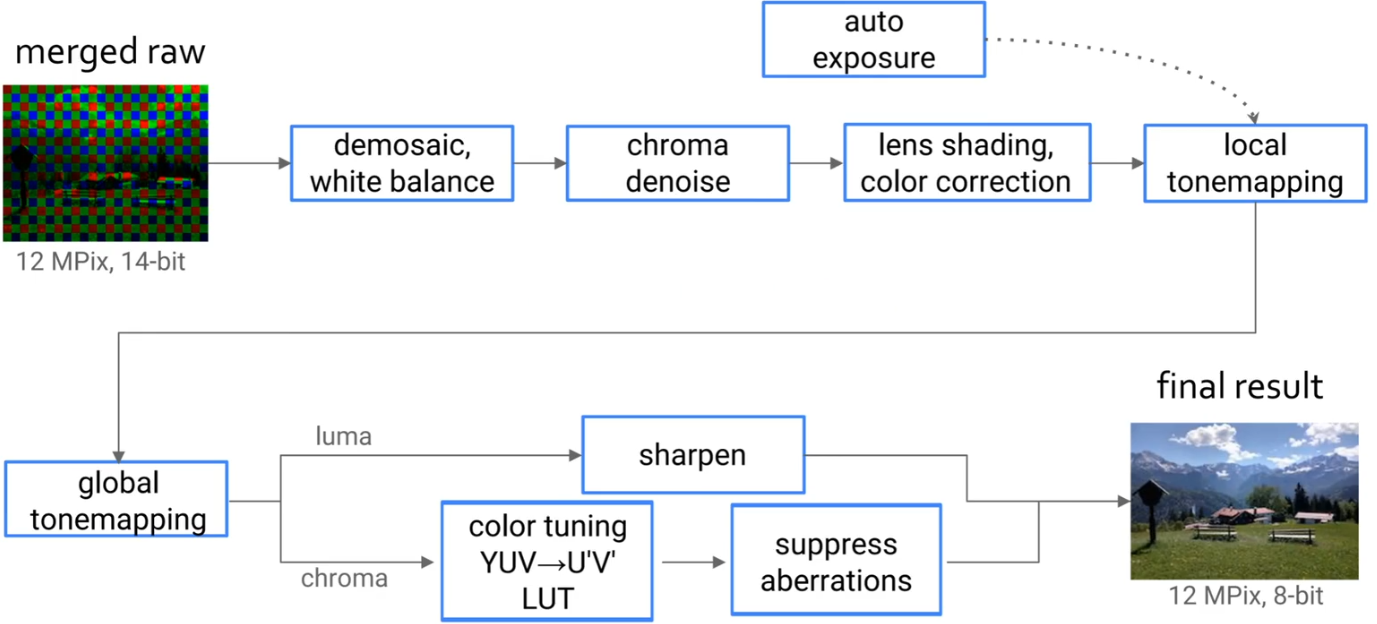 auto
exposure
merged raw
demosaic,
white balance
chroma
denoise
lens shading,
color correction
local
tonemapping
12 MPix, 14-bit
final result
luma
sharpen
global
tonemapping
chroma
color tuning
YUV→U'V'
LUT
suppress
aberrations
12 MPix, 8-bit